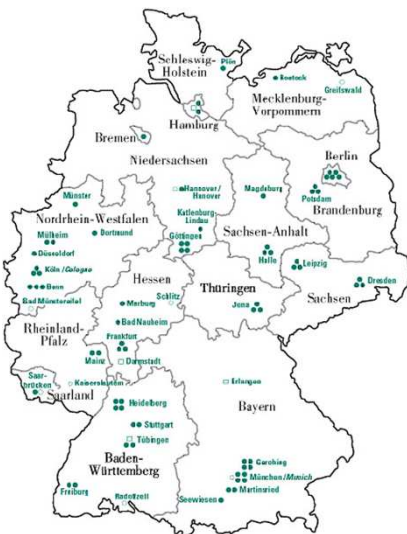 Schleswig-
Holstein
Plön
Rostock
Greifswald
Mecklenburg-
Vorpommern
Hamburg
Bremen
Niedersachsen
Berlin
Potsdam
Brandenburg
Hannover/
Hanover
Magdeburg
Münster
Nordrhein-Westfalen
Dortmund
Mülheim
Düsseldorf
Köln/Cologne
Bonn
Bad Münstereifel
Katlenburg-
Lindau
Göttingen
Sachsen-Anhalt
Halle
Leipzig
Dresden
Sachsen
Hessen
Thüringen
Jena
Marburg
Schlitz
Bad Nauheim
Frankfurt
Rheinland-
Pfalz
Mainz
Darmstadt
Saar-
brücken
Kaiserslautern
Saarland
Erlangen
Bayern
Heidelberg
Stuttgart
Tübingen
Baden-
Württemberg
Freiburg
Radolfzell
Garching
München/Munich
Martinsried
Seewiesen